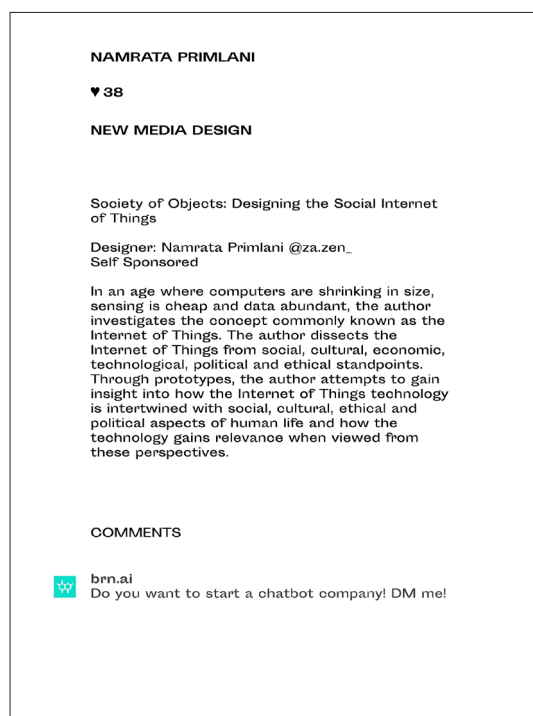 NAMRATA PRIMLANI
♥ 38
NEW MEDIA DESIGN
Society of Objects: Designing the Social Internet
of Things
Designer: Namrata Primlani @za.zen_
Self Sponsored
In an age where computers are shrinking in size,
sensing is cheap and data abundant, the author
investigates the concept commonly known as the
Internet of Things. The author dissects the
Internet of Things from social, cultural, economic,
technological, political and ethical standpoints.
Through prototypes, the author attempts to gain
insight into how the Internet of Things technology
is intertwined with social, cultural, ethical and
political aspects of human life and how the
technology gains relevance when viewed from
these perspectives.
COMMENTS
brn.ai
Do you want to start a chatbot company! DM me!